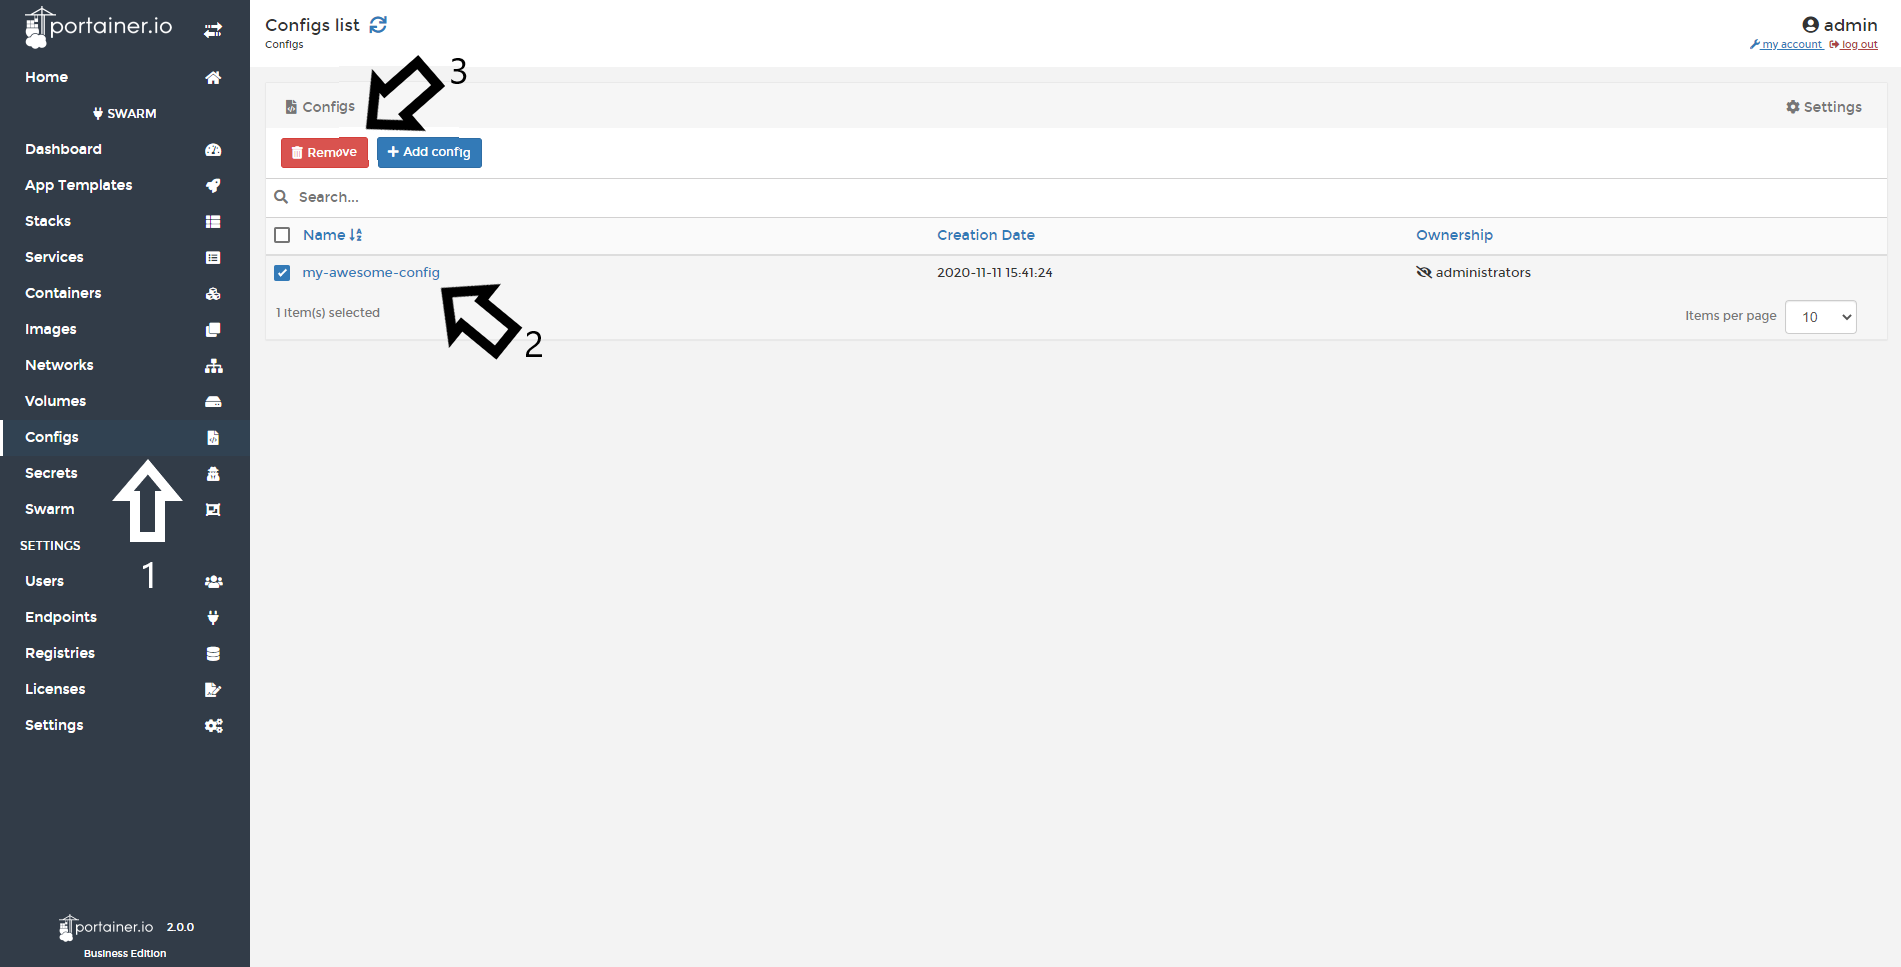 portainer.io
Home
SWARM
Dashboard
App Templates
Stacks
Services
Containers
Images
Networks
Volumes
Configs
Secrets
Swarm
SETTINGS
Users
Endpoints
Registries
Licenses
Settings
1
portainer.io 2.0.0
Business Edition
Configs list
Configs
admin
my account log out
3
Configs
Settings
Remove
Add config
Search...
Name Creation Date Ownership
my-awesome-config 2020-11-11 15:41:24 administrators
1 item(s) selected
Items per page 10
2